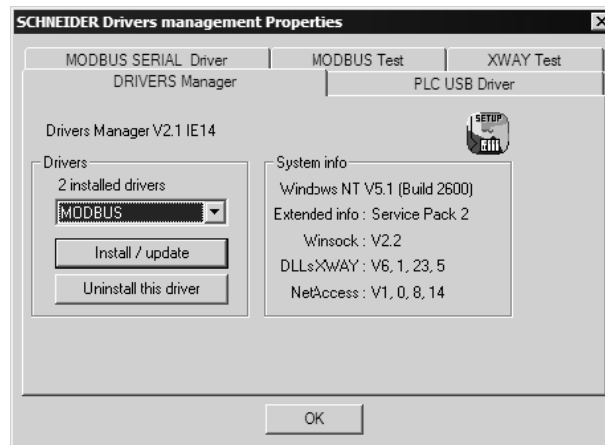 SCHNEIDER Drivers management Properties
MODBUS SERIAL Driver
MODBUS Test
XWAY Test
DRIVERS Manager
PLC USB Driver
Drivers Manager V2.1 IE14
SETUP
Drivers
2 installed drivers
MODBUS
Install / update
Uninstall this driver
System info
Windows NT V5.1 (Build 2600)
Extended info : Service Pack 2
Winsock : V2.2
DLLsXWAY : V6, 1, 23, 5
NetAccess : V1, 0, 8, 14
OK